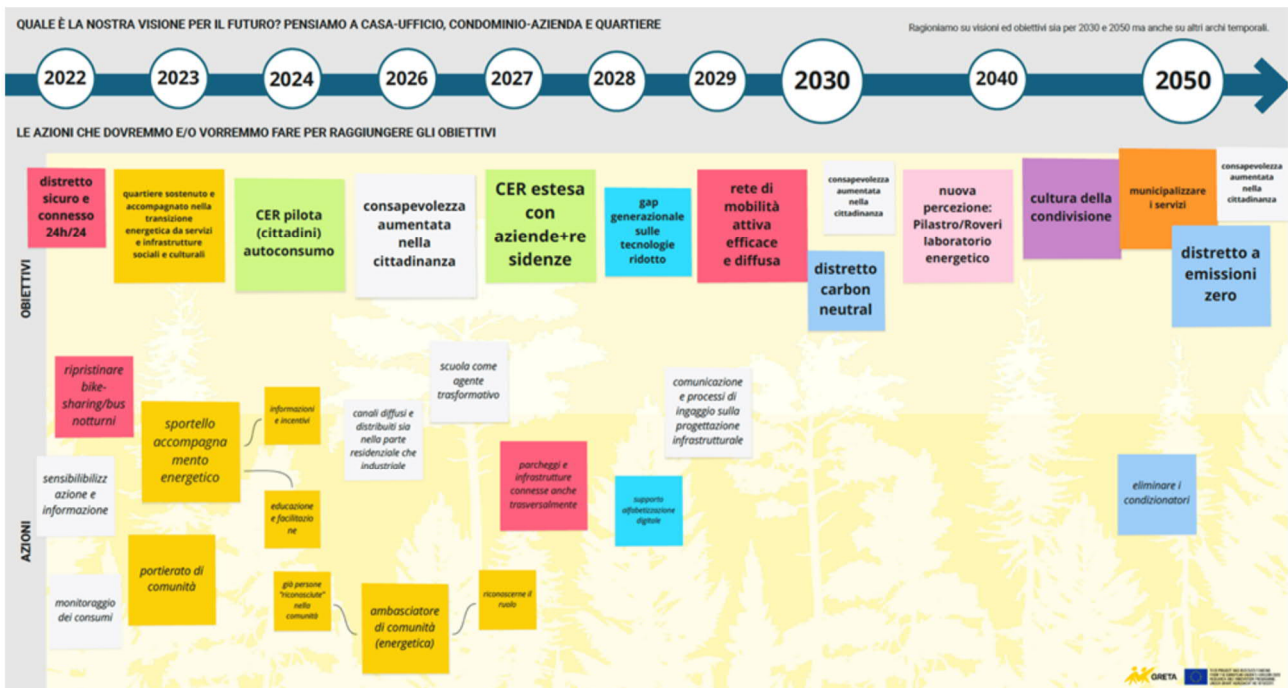 QUALE È LA NOSTRA VISIONE PER IL FUTURO? PENSIAMO A CASA-UFFICIO, CONDOMINIO-AZIENDA E QUARTIERE
Ragioniamo su visioni ed obiettivi sia per 2030 e 2050 ma anche su altri archi temporali.
2022
2023
2024
2026
2027
2028
2029
2030
2040
2050
LE AZIONI CHE DOVREMMO E/O VORREMMO FARE PER RAGGIUNGERE GLI OBIETTIVI
OBIETTIVI
distretto
sicuro e
connesso
24h/24
quartiere sostenuto e
accompagnato nella
transizione
energetica da servizi
e infrastrutture
sociali e culturali
CER pilota
(cittadini)
autoconsumo
consapevolezza
aumentata
nella
cittadinanza
CER estesa
con
aziende+re
sidenze
gap
generazionale
sulle
tecnologie
ridotto
rete di
mobilità
attiva
efficace
e diffusa
consapevolezza
aumentata
nella
cittadinanza
distretto
carbon
neutral
nuova
percezione:
Pilastro/Roveri
laboratorio
energetico
cultura della
condivisione
municipalizzare
i servizi
consapevolezza
aumentata
nella
cittadinanza
distretto a
emissioni
zero
AZIONI
ripristinare
bike-
sharing/bus
notturni
sensibilibilizz
azione e
informazione
monitoraggio
dei consumi
sportello
accompagna
mento
energetico
portierato di
comunità
informazioni
e incentivi
educazione
e facilitazio
ne
già persone
"riconosciute"
nella
comunità
canali diffusi e
distribuiti sia
nella parte
residenziale che
industriale
ambasciatore
di comunità
(energetica)
scuola come
agente
trasformativo
riconoscerne il
ruolo
parcheggi e
infrastrutture
connesse anche
trasversalmente
supporto
alfabetizzazione
digitale
comunicazione
e processi di
ingaggio sulla
progettazione
infrastrutturale
eliminare i
condizionatori
GRETA